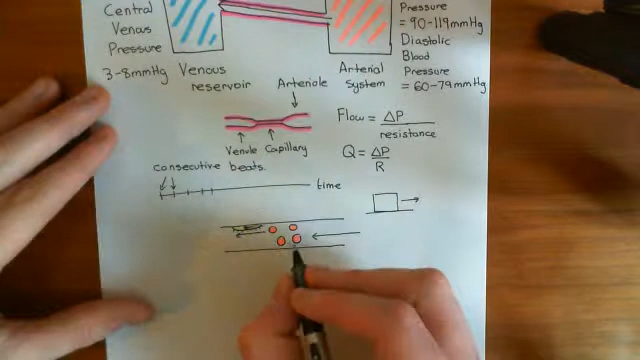 Central
Venous
Pressure
3-8mmHg
Venous
reservoir
Arteriole
Arterial
System
Pressure
= 90-119mmHg
Diastolic
Blood
Pressure
= 60-79mmHg
Venule Capillary
Flow = ΔP
resistance
Q = ΔP
R
consecutive beats.
time